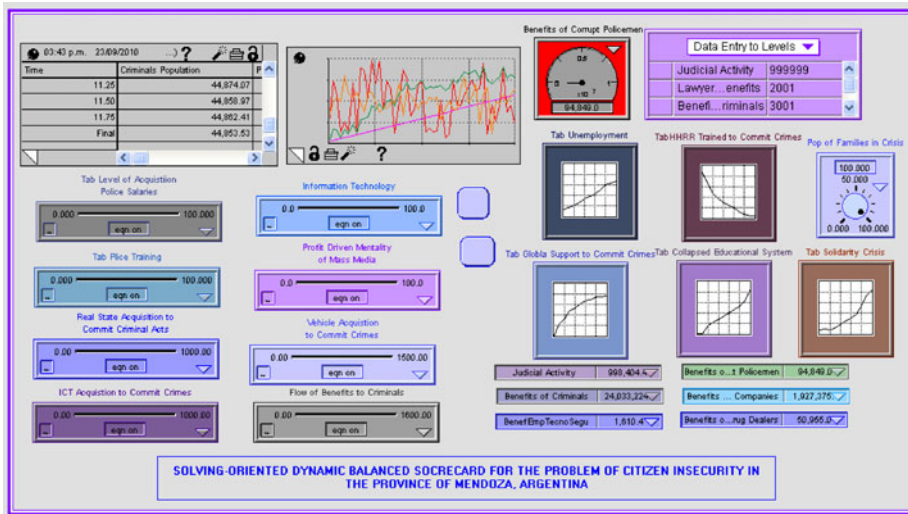 03:43 p.m. 23/09/2010 ...) ?
Time Criminals Population P
11.25 44,874.07
11.50 44,858.97
11.75 44,862.41
Final 44,853.53
?
Benefits of Corrupt Policemen
0.5
0 1
94,849.0
Data Entry to Levels
Judicial Activity 999999
Lawyer...enefits 2001
Benefi...riminals 3001
Tab Unemployment
TabHHRR Trained to Commit Crimes
Pop of Families in Crisis
100.000
50.000
0.000 100.000
Tab Level of Acquistiion
Police Salaries
0.000 100.000
eqn on
Information Technology
0.0 100.0
eqn on
Tab Plice Training
0.000 100.000
eqn on
Profit Driven Mentality
of Mass Media
0.0 100.0
eqn on
Tab Globla Support to Commit Crimes
Tab Collapsed Educational System
Tab Solidarity Crisis
Real State Acquisition to
Commit Criminal Acts
0.00 1000.00
eqn on
Vehicle Acquistion
to Commit Crimes
0.00 1500.00
eqn on
ICT Acquistion to Commit Crimes
0.00 1000.00
eqn on
Flow of Benefits to Criminals
0.00 1600.00
eqn on
Judicial Activity 998,404.4
Benefits o...t Policemen 94,849.0
Benefits of Criminals 24,033,224
Benefits ... Companies 1,927,375
BenefEmpTecnoSegu 1,610.4
Benefits o...rug Dealers 50,955.0
SOLVING-ORIENTED DYNAMIC BALANCED SOCRECARD FOR THE PROBLEM OF CITIZEN INSECURITY IN
THE PROVINCE OF MENDOZA, ARGENTINA